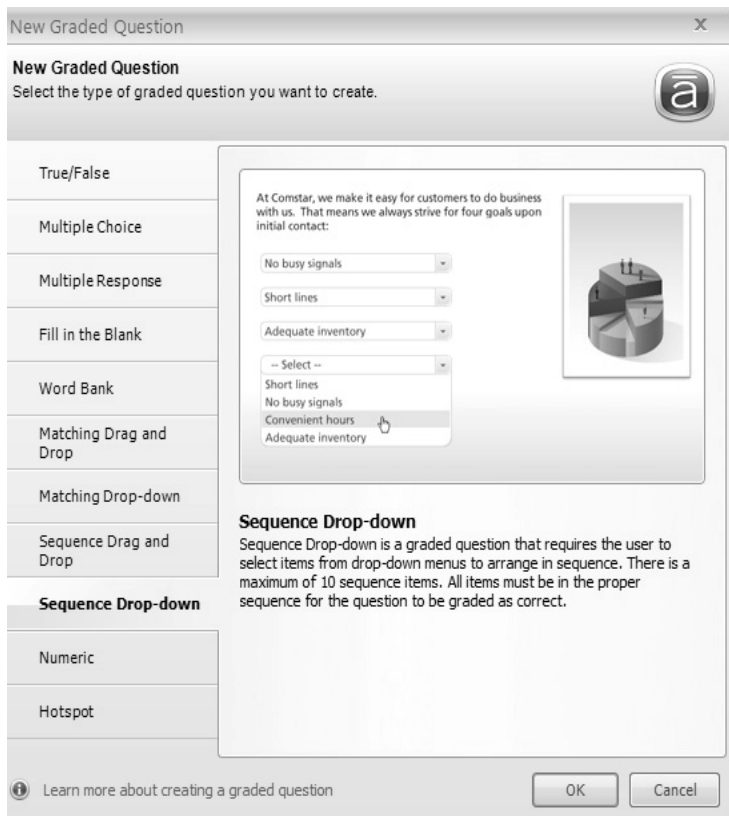 New Graded Question
X
New Graded Question
Select the type of graded question you want to create.
ā
True/False
Multiple Choice
Multiple Response
Fill in the Blank
Word Bank
Matching Drag and
Drop
Matching Drop-down
Sequence Drag and
Drop
Sequence Drop-down
Numeric
Hotspot
At Comstar, we make it easy for customers to do business
with us. That means we always strive for four goals upon
initial contact:
No busy signals
Short lines
Adequate inventory
-- Select --
Short lines
No busy signals
Convenient hours
Adequate inventory
Sequence Drop-down
Sequence Drop-down is a graded question that requires the user to
select items from drop-down menus to arrange in sequence. There is a
maximum of 10 sequence items. All items must be in the proper
sequence for the question to be graded as correct.
Learn more about creating a graded question
OK
Cancel